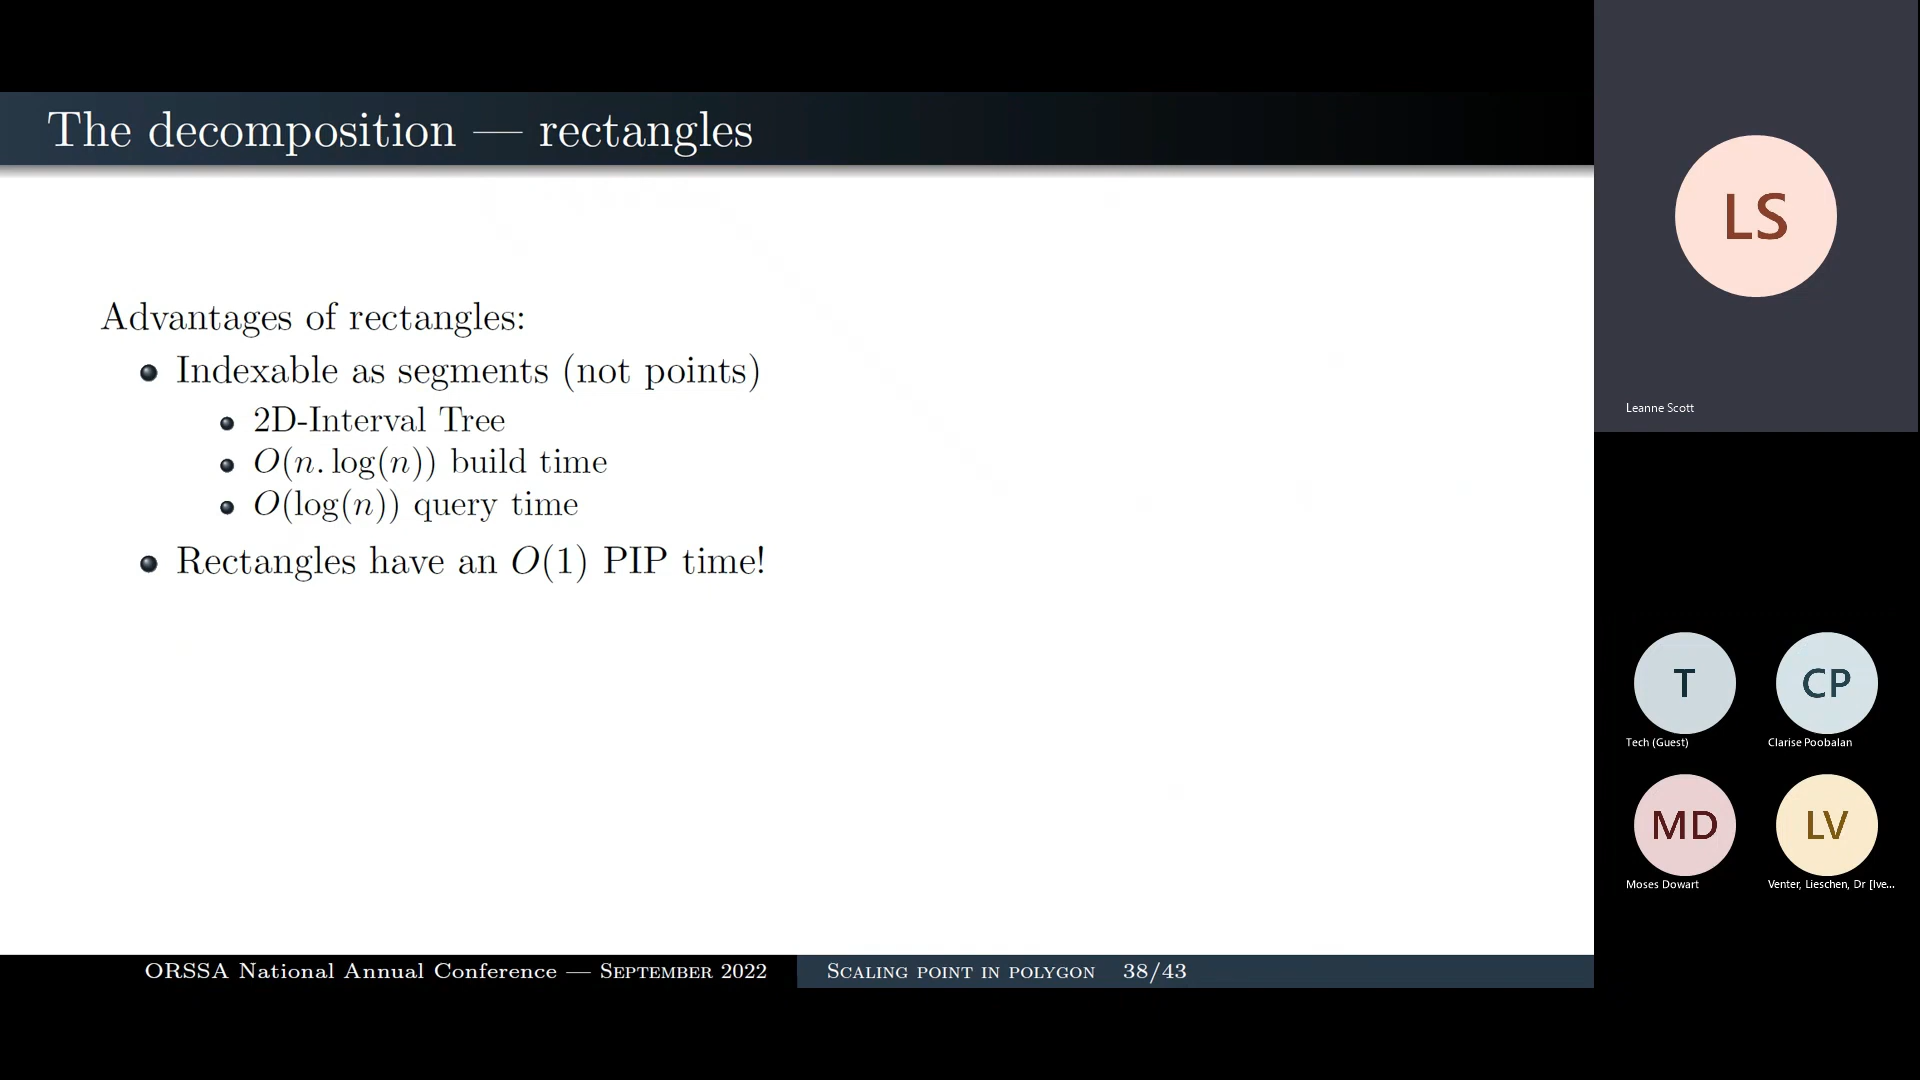 The decomposition — rectangles
Advantages of rectangles:
Indexable as segments (not points)
2D-Interval Tree
O(n. log(n)) build time
O(log(n)) query time
Rectangles have an O(1) PIP time!
ORSSA National Annual Conference — September 2022
Scaling point in polygon 38/43
LS
Leanne Scott
T
CP
Tech (Guest)
Clarise Poobalan
MD
LV
Moses Dowart
Venter, Lieschen, Dr [lve...